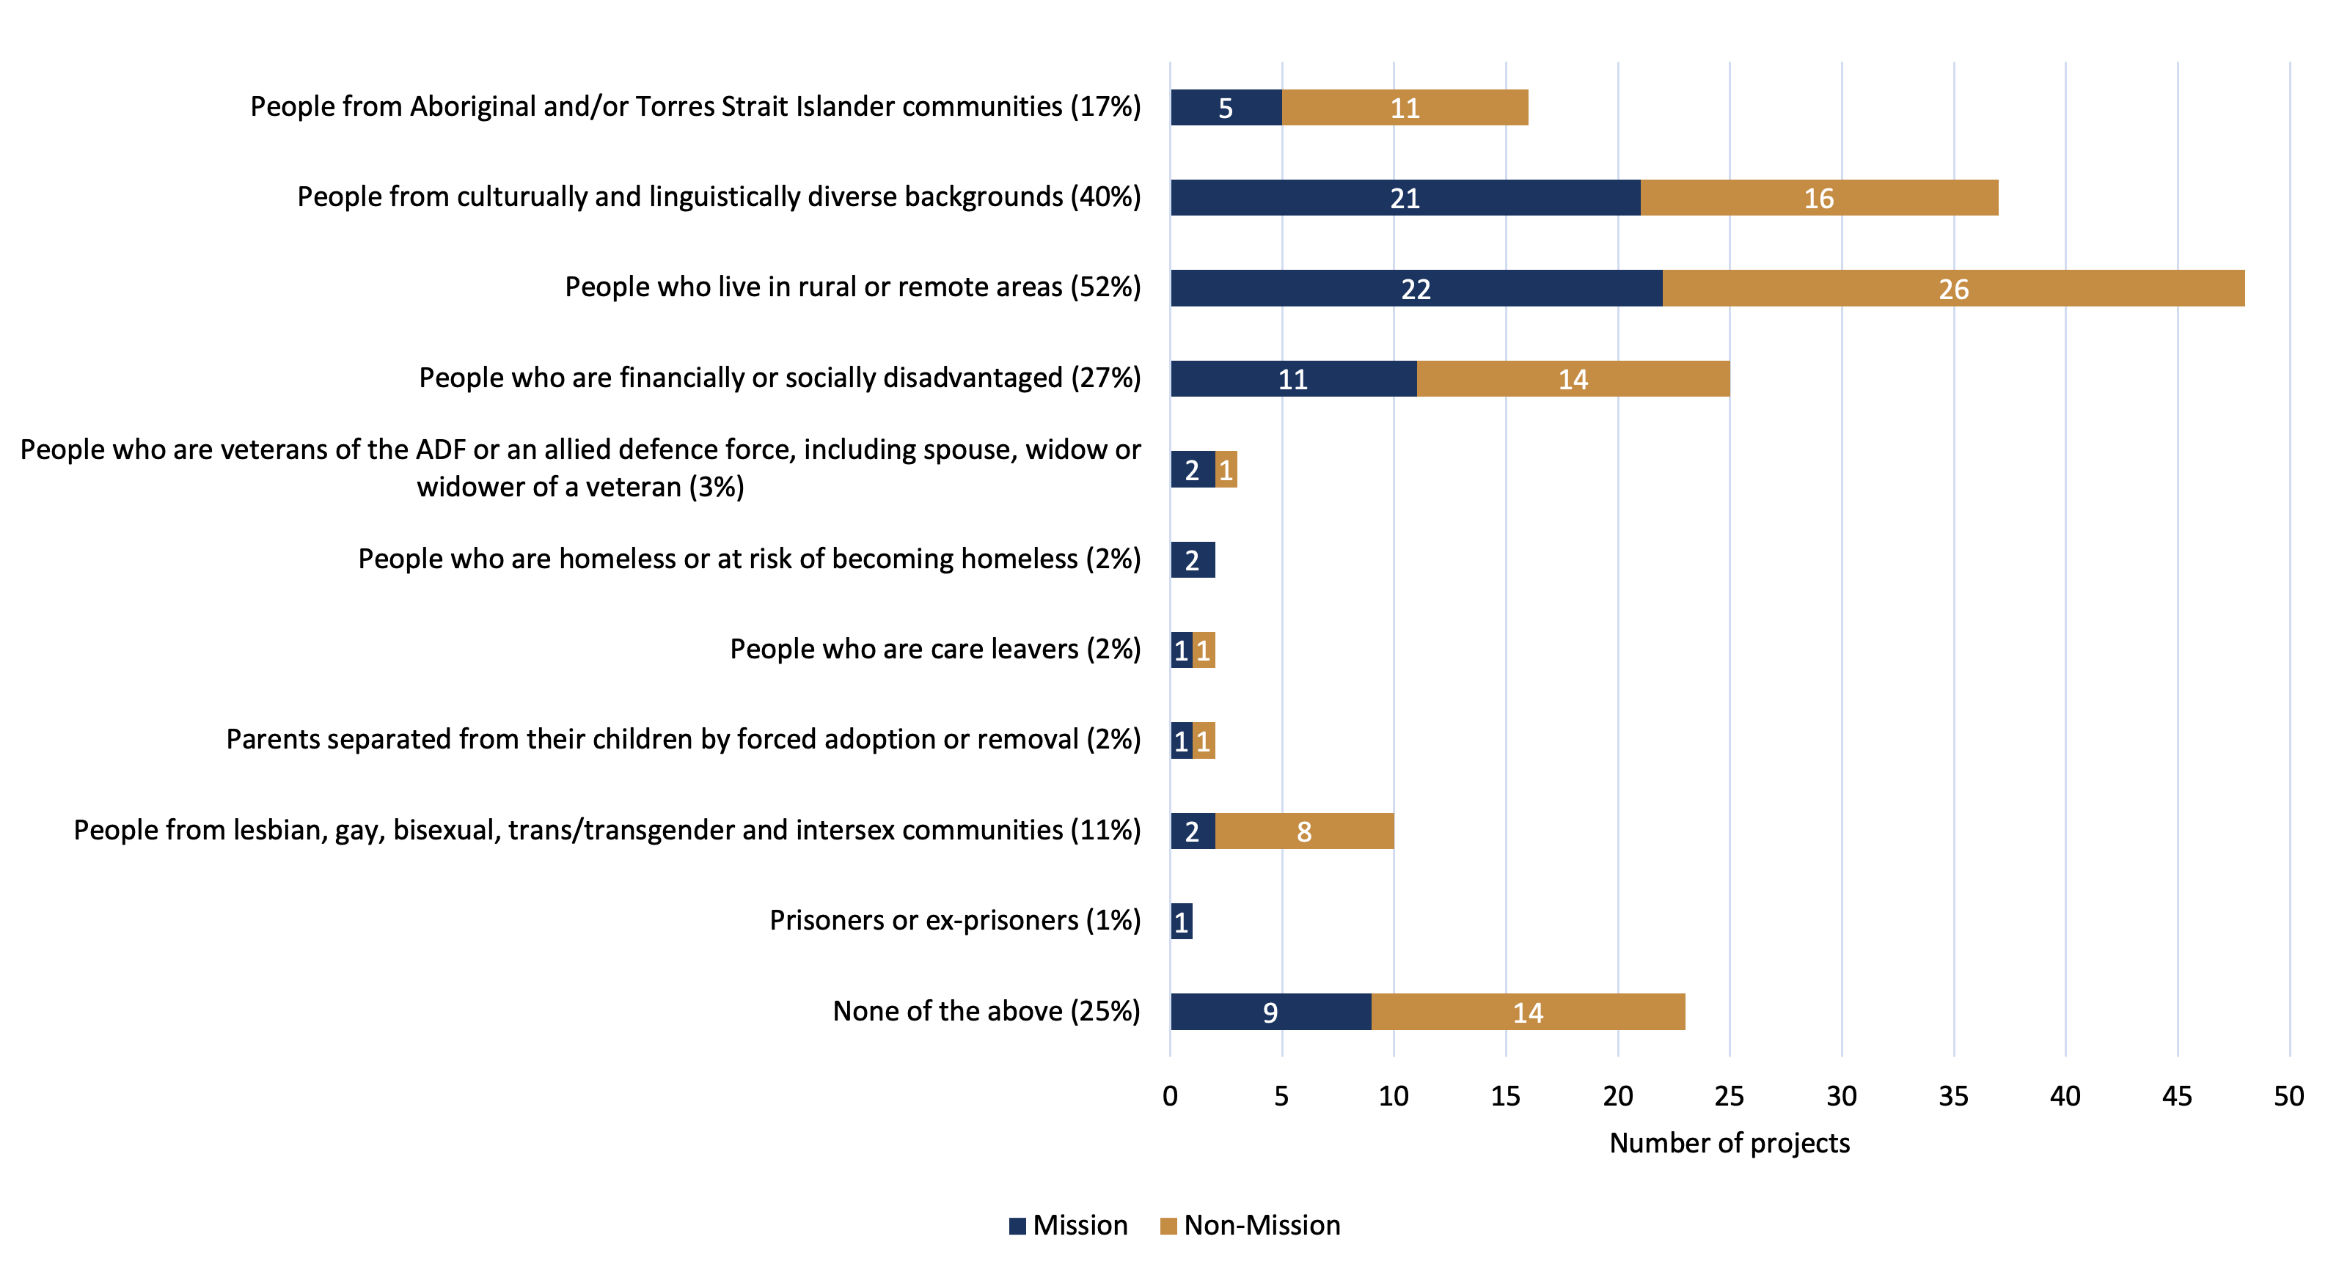 People from Aboriginal and/or Torres Strait Islander communities (17%)
5 11
People from culturually and linguistically diverse backgrounds (40%)
21 16
People who live in rural or remote areas (52%)
22 26
People who are financially or socially disadvantaged (27%)
11 14
People who are veterans of the ADF or an allied defence force, including spouse, widow or
widower of a veteran (3%)
2 1
People who are homeless or at risk of becoming homeless (2%)
2
People who are care leavers (2%)
1 1
Parents separated from their children by forced adoption or removal (2%)
1 1
People from lesbian, gay, bisexual, trans/transgender and intersex communities (11%)
2 8
Prisoners or ex-prisoners (1%)
1
None of the above (25%)
9 14
0 5 10 15 20 25 30 35 40 45 50
Number of projects
Mission Non-Mission